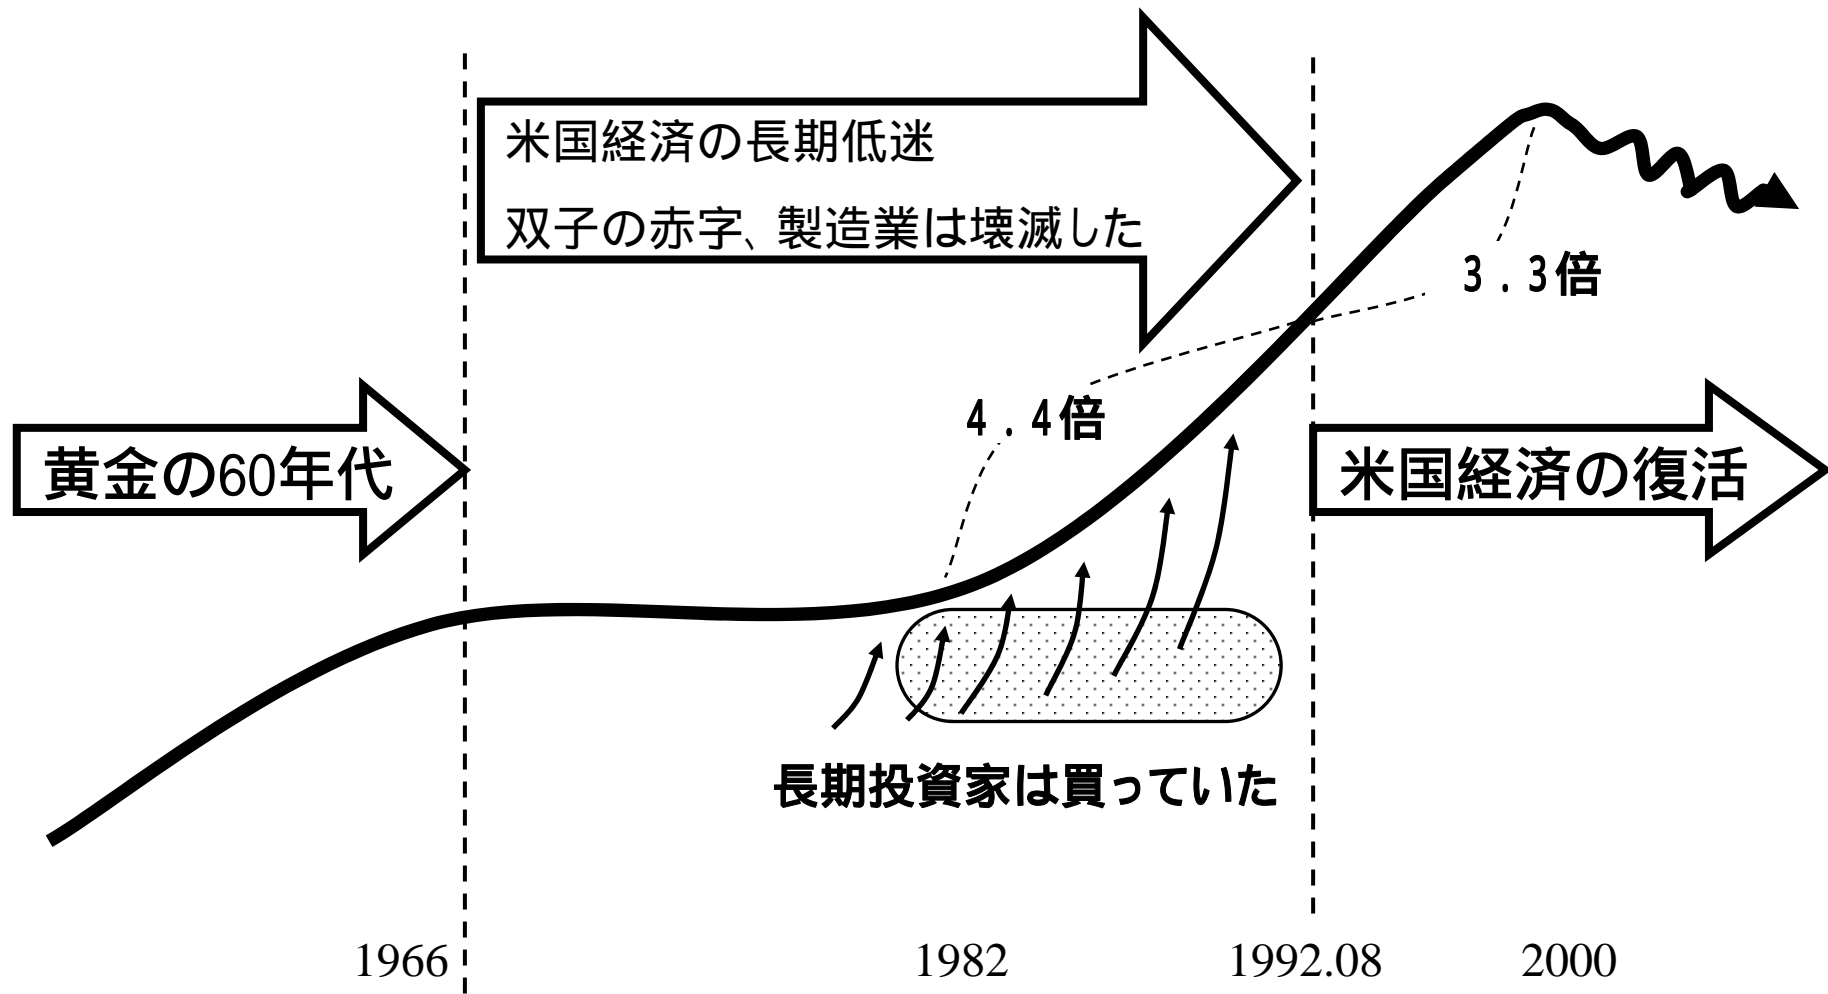 米国経済の長期低迷
双子の赤字、製造業は壊滅した
3.3倍
4.4倍
黄金の60年代
米国経済の復活
長期投資家は買っていた
1966
1982
1992.08
2000